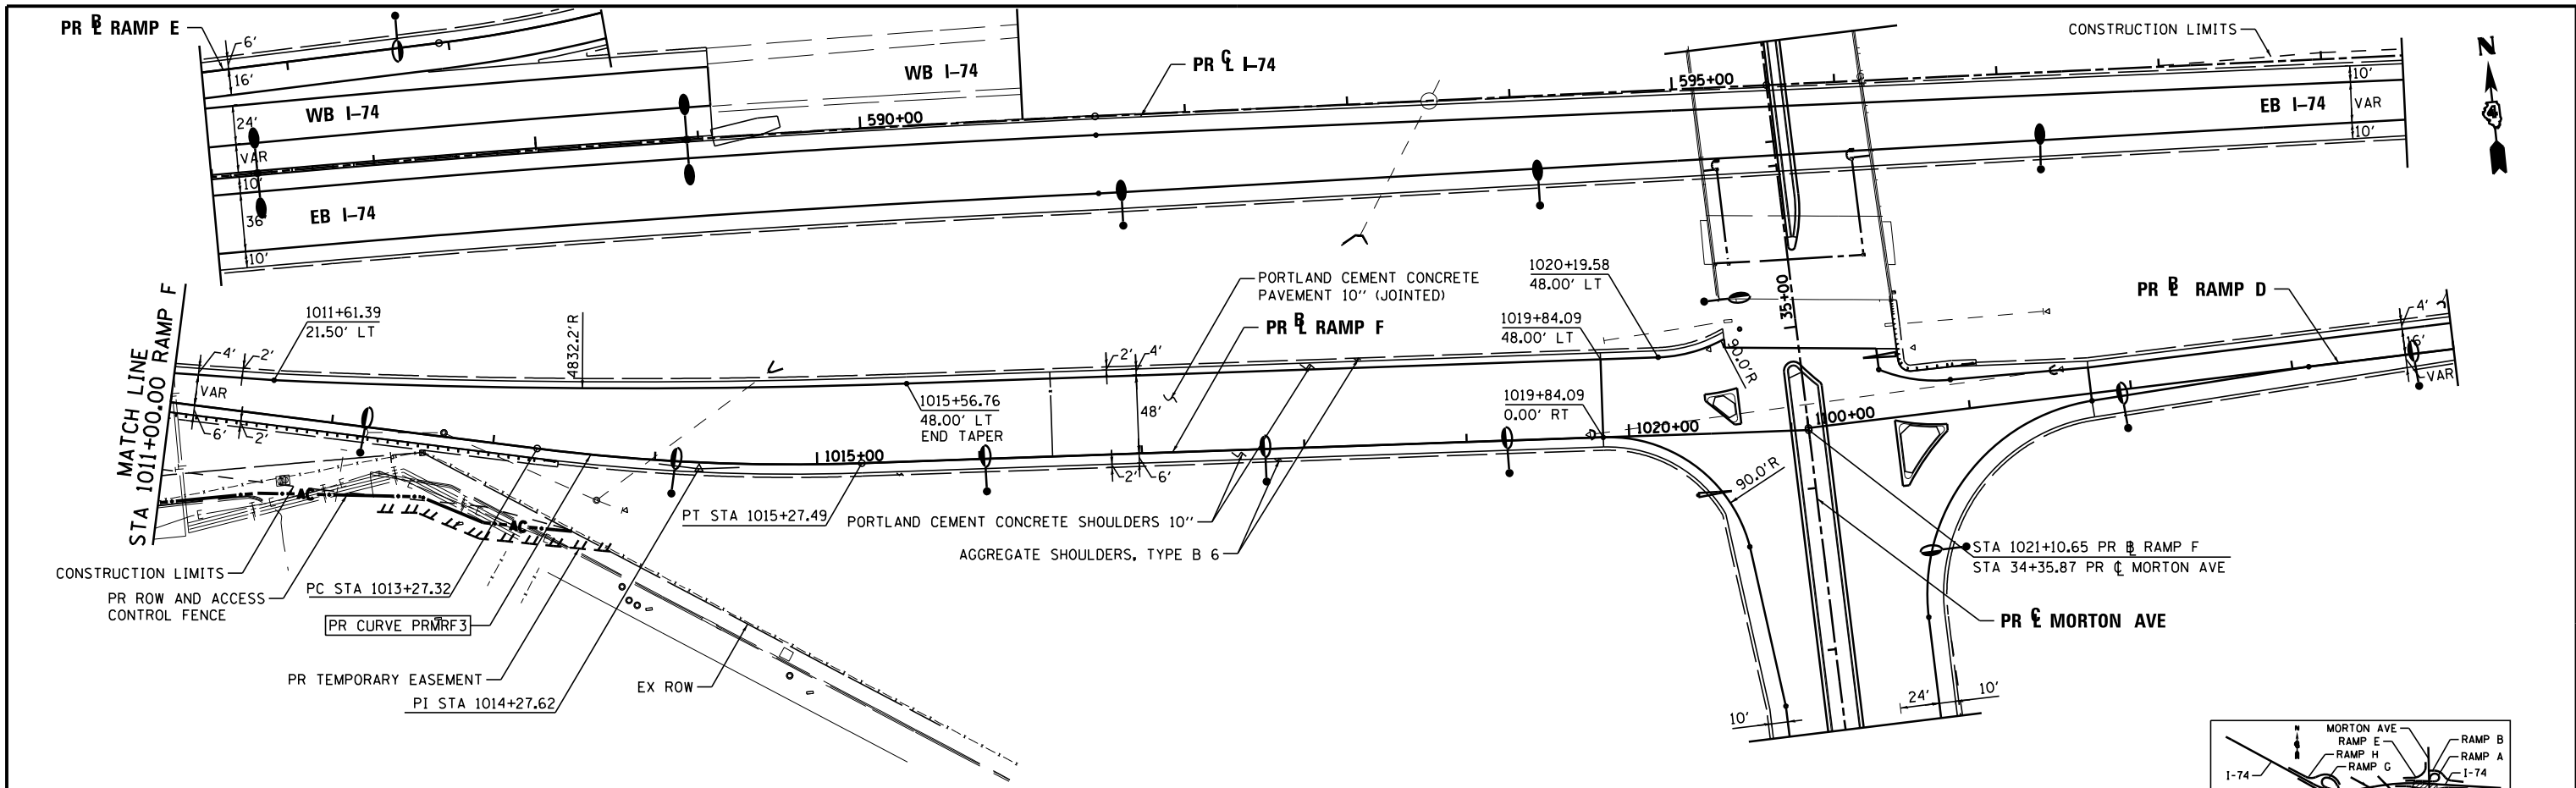 PR ℄ RAMP E
6'
16'
WB I-74
24'
VAR
10'
EB I-74
36'
10'
WB I-74
590+00
PR ℄ I-74
595+00
CONSTRUCTION LIMITS
10'
VAR
10'
EB I-74
N
4
MATCH LINE
STA 1011+00.00 RAMP F
4'
2'
VAR
6'
2'
1011+61.39
21.50' LT
4832.2'R
1015+56.76
48.00' LT
END TAPER
2'
4'
48'
2'
6'
PORTLAND CEMENT CONCRETE
PAVEMENT 10" (JOINTED)
PR ℄ RAMP F
1020+19.58
48.00' LT
1019+84.09
48.00' LT
1019+84.09
0.00' RT
90.0'R
35+00
1015+00
1020+00
1100+00
PR ℄ RAMP D
4'
16'
VAR
90.0'R
AC
AC
E
CONSTRUCTION LIMITS
PR ROW AND ACCESS
CONTROL FENCE
PC STA 1013+27.32
PR CURVE PRMRF3
PR TEMPORARY EASEMENT
PI STA 1014+27.62
PT STA 1015+27.49
EX ROW
PORTLAND CEMENT CONCRETE SHOULDERS 10"
AGGREGATE SHOULDERS, TYPE B 6
STA 1021+10.65 PR ℄ RAMP F
STA 34+35.87 PR ℄ MORTON AVE
PR ℄ MORTON AVE
10'
24'
10'
N
MORTON AVE
RAMP E
RAMP H
RAMP G
RAMP B
RAMP A
I-74
I-74